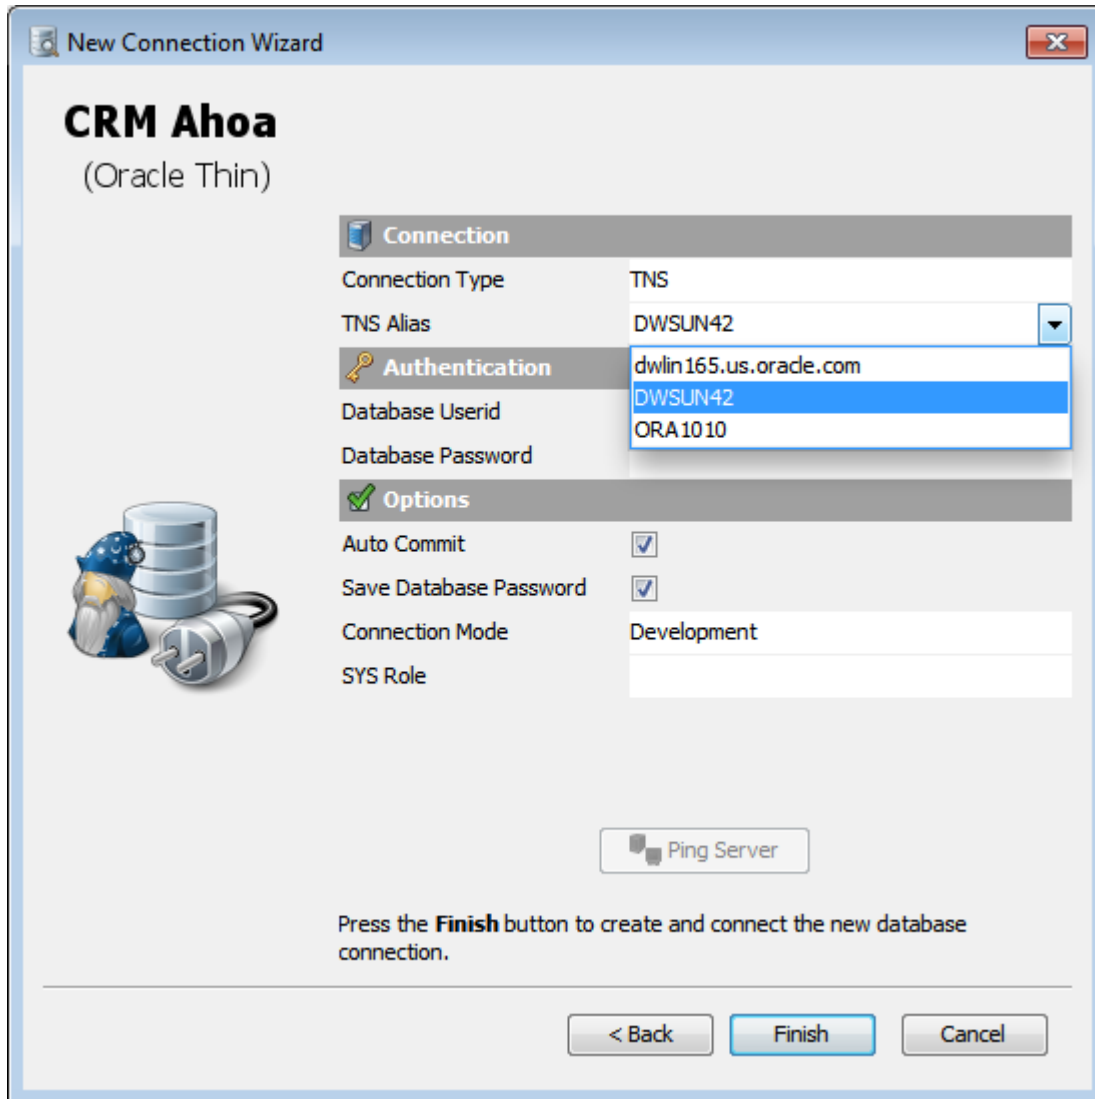 New Connection Wizard
CRM Ahoa
(Oracle Thin)
Connection
Connection Type TNS
TNS Alias DWSUN42
dwlin165.us.oracle.com
Authentication
DWSUN42
Database Userid
ORA1010
Database Password
Options
Auto Commit
Save Database Password
Connection Mode Development
SYS Role
Ping Server
Press the Finish button to create and connect the new database
connection.
< Back Finish Cancel